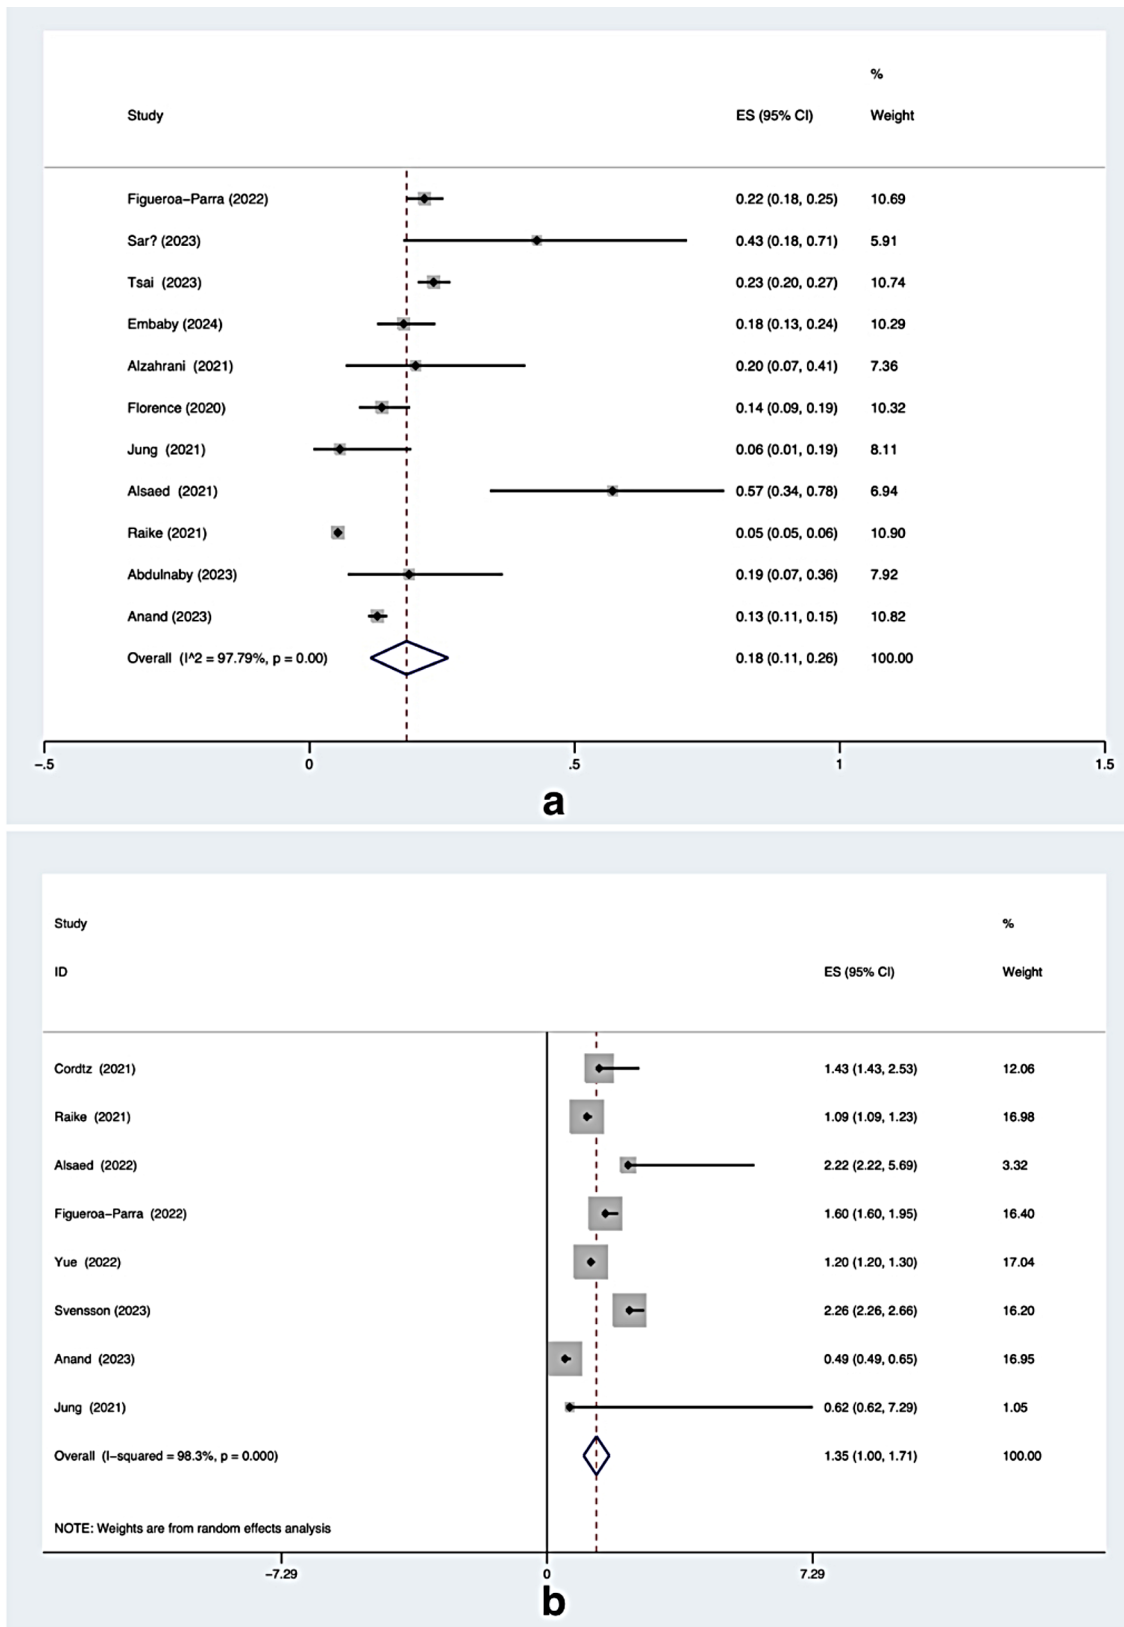 %
Study ES (95% CI) Weight
Figueroa–Parra (2022) 0.22 (0.18, 0.25) 10.69
Sar? (2023) 0.43 (0.18, 0.71) 5.91
Tsai (2023) 0.23 (0.20, 0.27) 10.74
Embaby (2024) 0.18 (0.13, 0.24) 10.29
Alzahrani (2021) 0.20 (0.07, 0.41) 7.36
Florence (2020) 0.14 (0.09, 0.19) 10.32
Jung (2021) 0.06 (0.01, 0.19) 8.11
Alsaed (2021) 0.57 (0.34, 0.78) 6.94
Raike (2021) 0.05 (0.05, 0.06) 10.90
Abdulnaby (2023) 0.19 (0.07, 0.36) 7.92
Anand (2023) 0.13 (0.11, 0.15) 10.82
Overall (I^2 = 97.79%, p = 0.00) 0.18 (0.11, 0.26) 100.00
–.5 0 .5 1 1.5
a
Study %
ID ES (95% CI) Weight
Cordtz (2021) 1.43 (1.43, 2.53) 12.06
Raike (2021) 1.09 (1.09, 1.23) 16.98
Alsaed (2022) 2.22 (2.22, 5.69) 3.32
Figueroa–Parra (2022) 1.60 (1.60, 1.95) 16.40
Yue (2022) 1.20 (1.20, 1.30) 17.04
Svensson (2023) 2.26 (2.26, 2.66) 16.20
Anand (2023) 0.49 (0.49, 0.65) 16.95
Jung (2021) 0.62 (0.62, 7.29) 1.05
Overall (I–squared = 98.3%, p = 0.000) 1.35 (1.00, 1.71) 100.00
NOTE: Weights are from random effects analysis
–7.29 0 7.29
b